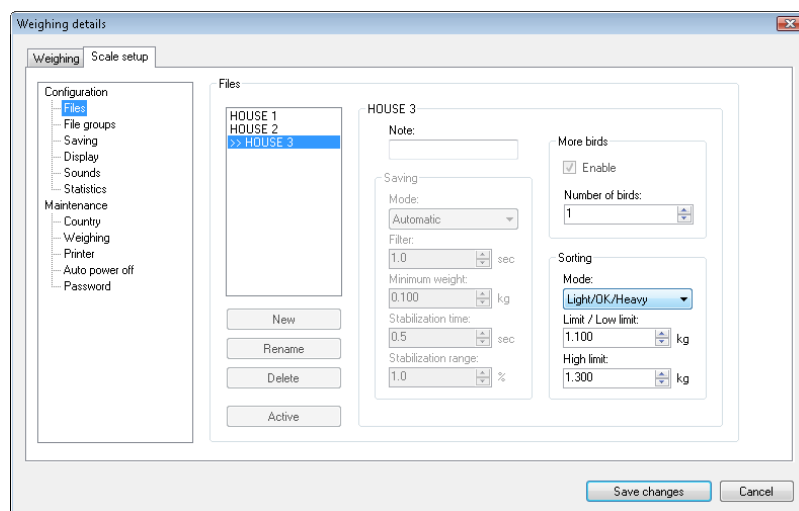 Weighing details
Weighing
Scale setup
Configuration
Files
File groups
Saving
Display
Sounds
Statistics
Maintenance
Country
Weighing
Printer
Auto power off
Password
Files
HOUSE 1
HOUSE 2
>> HOUSE 3
New
Rename
Delete
Active
HOUSE 3
Note:
Saving
Mode:
Automatic
Filter:
1.0 sec
Minimum weight:
0.100 kg
Stabilization time:
0.5 sec
Stabilization range:
1.0 %
More birds
Enable
Number of birds:
1
Sorting
Mode:
Light/OK/Heavy
Limit / Low limit:
1.100 kg
High limit:
1.300 kg
Save changes
Cancel